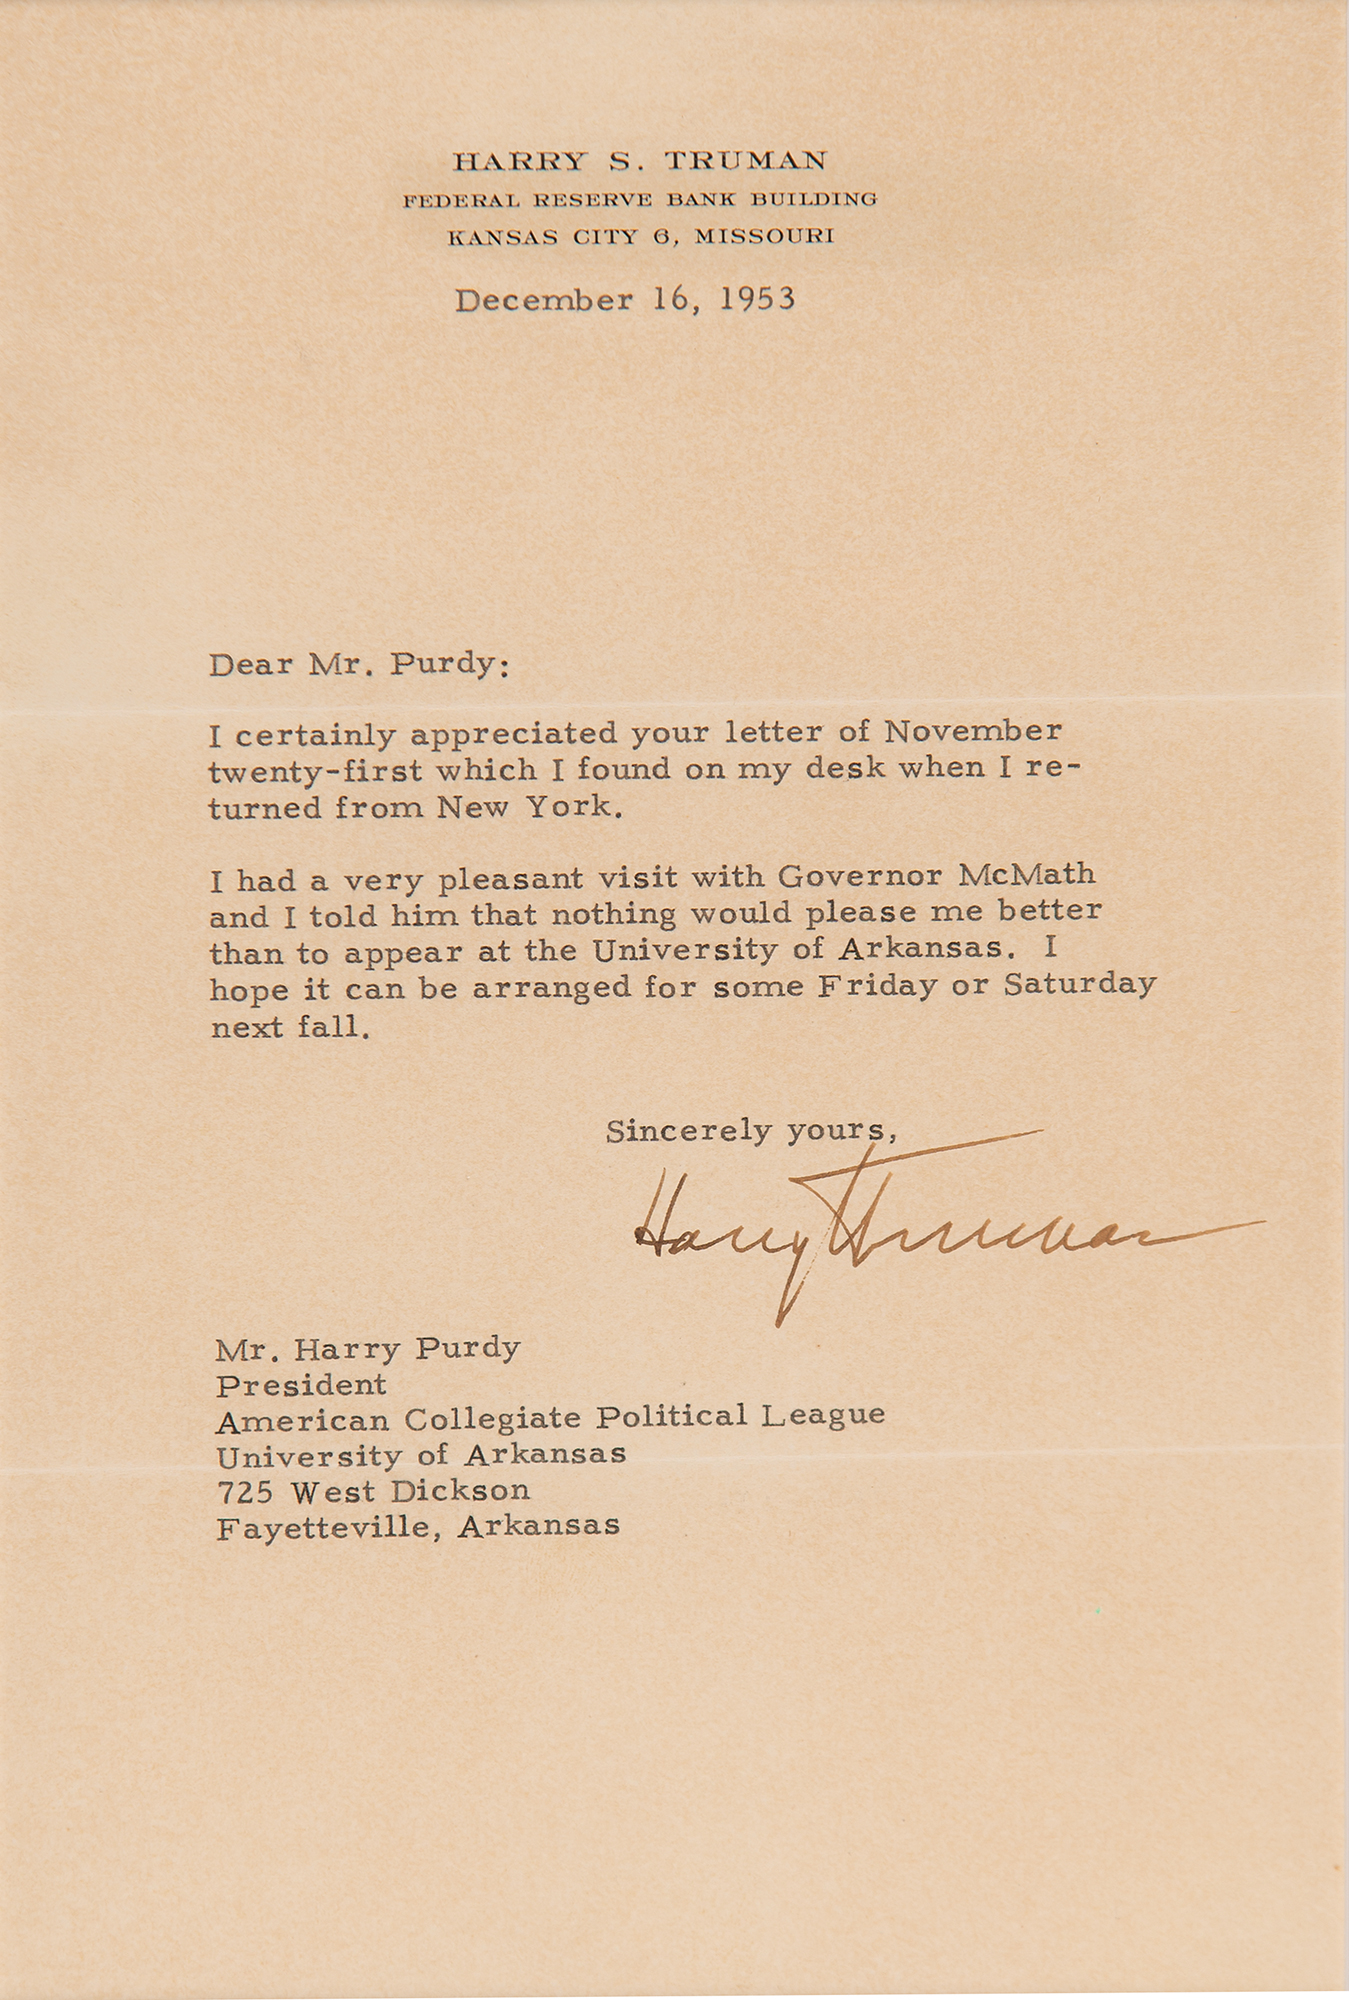 HARRY S. TRUMAN
FEDERAL RESERVE BANK BUILDING
KANSAS CITY 6, MISSOURI
December 16, 1953
Dear Mr. Purdy:
I certainly appreciated your letter of November
twenty-first which I found on my desk when I re-
turned from New York.
I had a very pleasant visit with Governor McMath
and I told him that nothing would please me better
than to appear at the University of Arkansas. I
hope it can be arranged for some Friday or Saturday
next fall.
Sincerely yours,
Harry Truman
Mr. Harry Purdy
President
American Collegiate Political League
University of Arkansas
725 West Dickson
Fayetteville, Arkansas